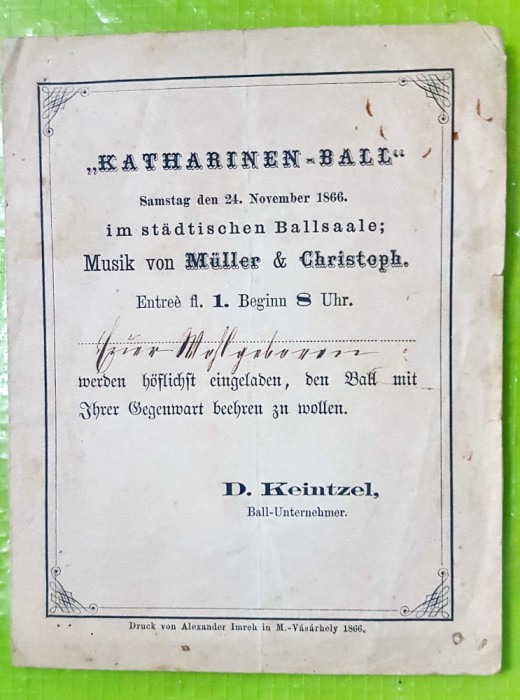 „KATHARINEN-BALL“
Samstag den 24. November 1866.
im städtischen Ballsaale;
Musik von Müller & Christoph.
Entreè fl. 1. Beginn 8 Uhr.
Euer Wohlgeboren
werden höflichst eingeladen, den Ball mit
Ihrer Gegenwart beehren zu wollen.
D. Keintzel,
Ball-Unternehmer.
Druck von Alexander Imreh in M.-Vásárhely 1866.